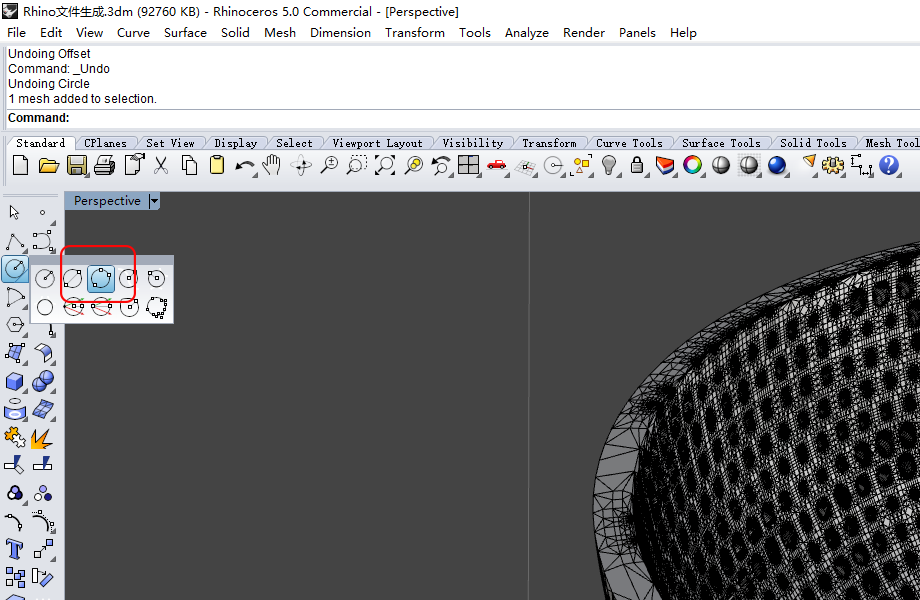 Rhino文件生成.3dm (92760 KB) - Rhinoceros 5.0 Commercial - [Perspective]
File Edit View Curve Surface Solid Mesh Dimension Transform Tools Analyze Render Panels Help
Undoing Offset
Command: _Undo
Undoing Circle
1 mesh added to selection.
Command:
Standard CPlanes Set View Display Select Viewport Layout Visibility Transform Curve Tools Surface Tools Solid Tools Mesh Tool
Perspective